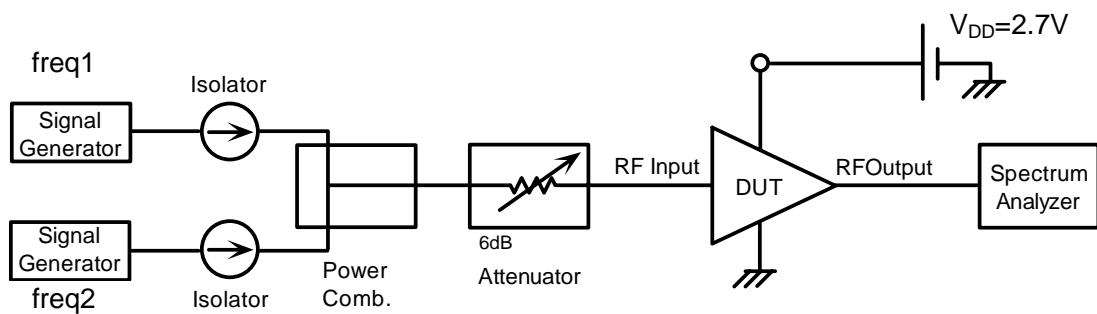 freq1
Signal
Generator
Isolator
Signal
Generator
freq2
Isolator
Power
Comb.
6dB
Attenuator
RF Input
DUT
V_DD=2.7V
RFOutput
Spectrum
Analyzer